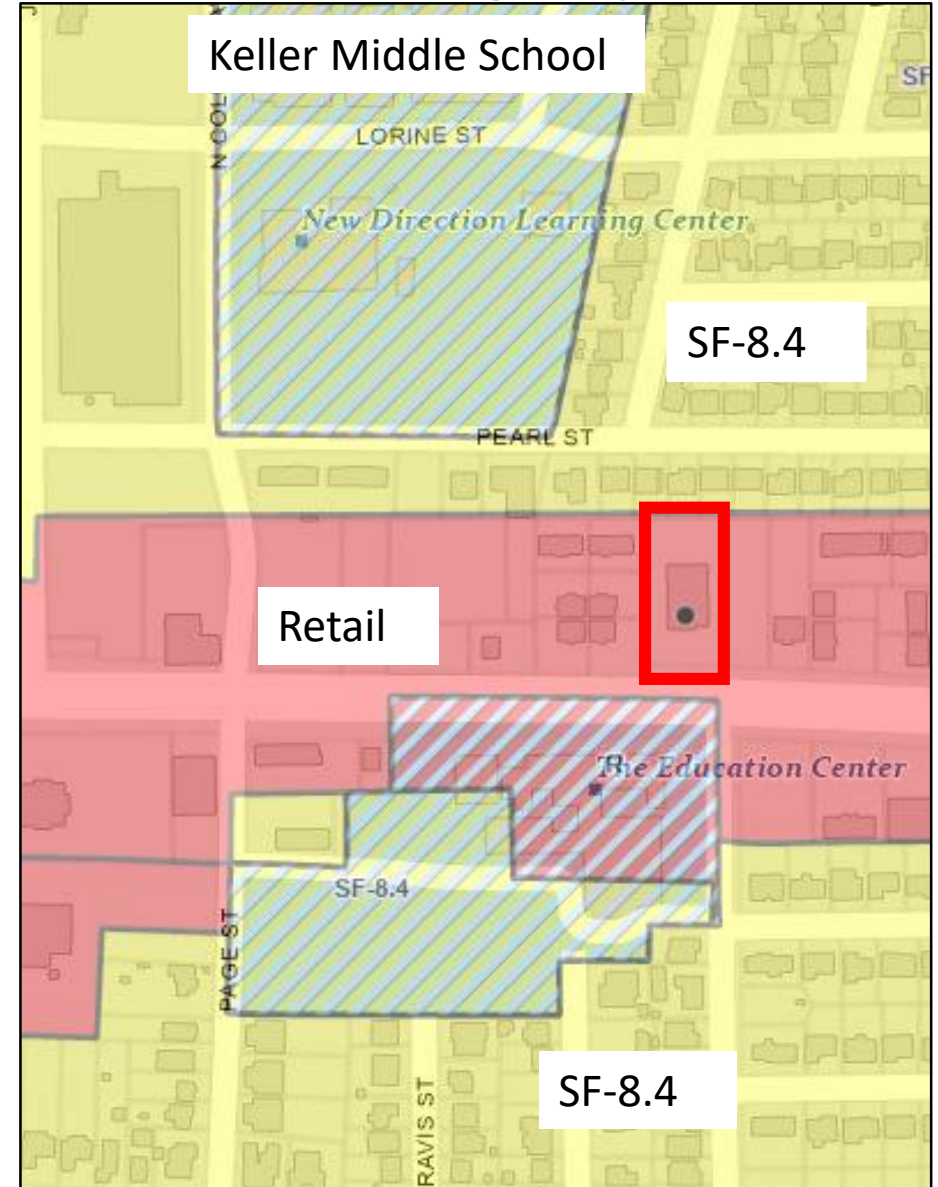 Keller Middle School
SF
N COL
LORINE ST
New Direction Learning Center
SF-8.4
PEARL ST
Retail
The Education Center
SF-8.4
PAGE ST
SF-8.4
RAVIS ST